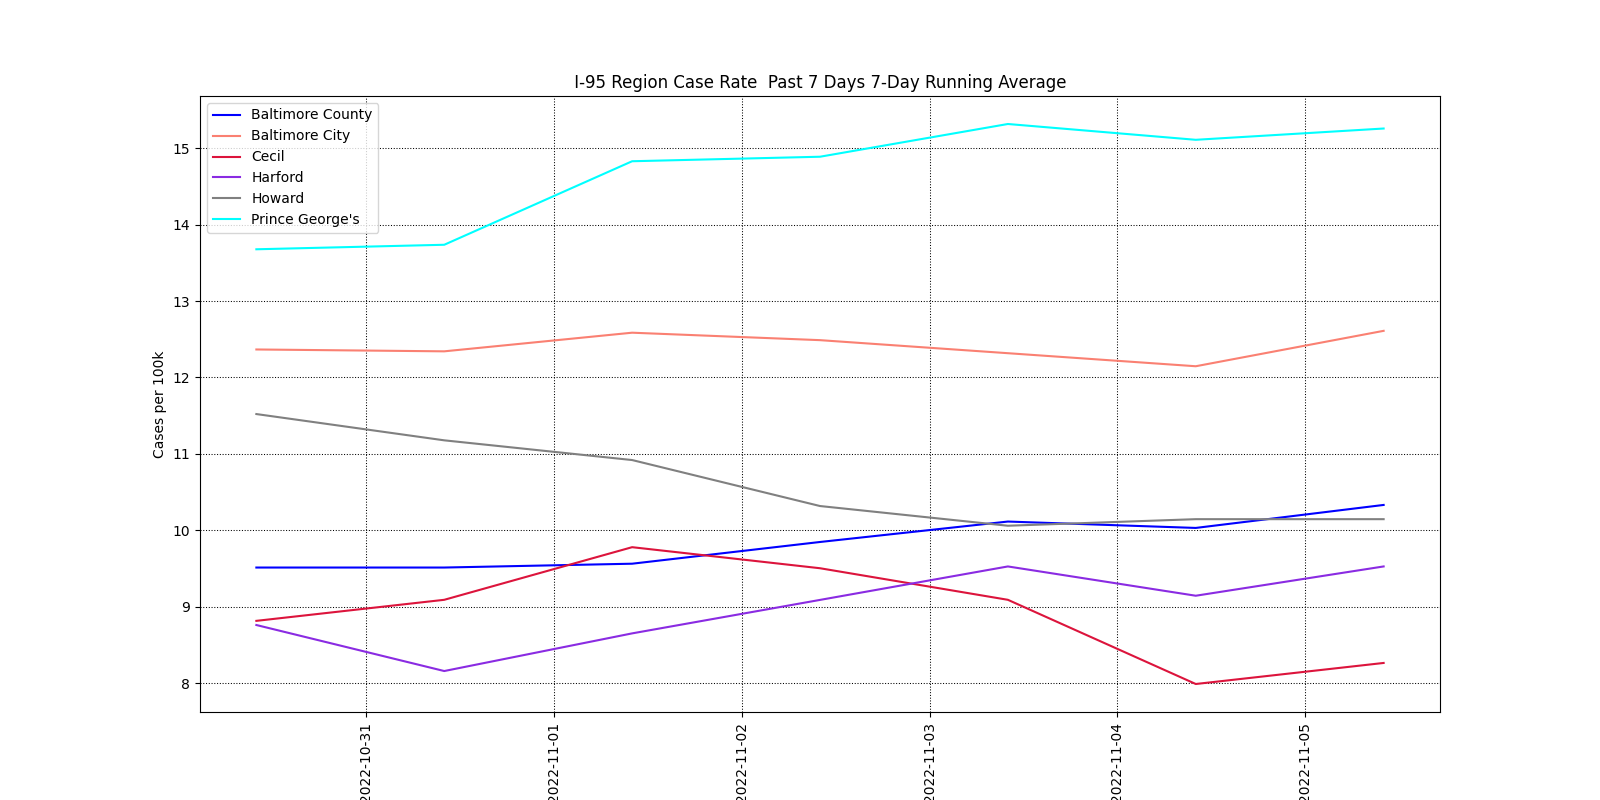 I-95 Region Case Rate  Past 7 Days 7-Day Running Average
Baltimore County
Baltimore City
Cecil
Harford
Howard
Prince George's
Cases per 100k
15
14
13
12
11
10
9
8
2022-10-31
2022-11-01
2022-11-02
2022-11-03
2022-11-04
2022-11-05